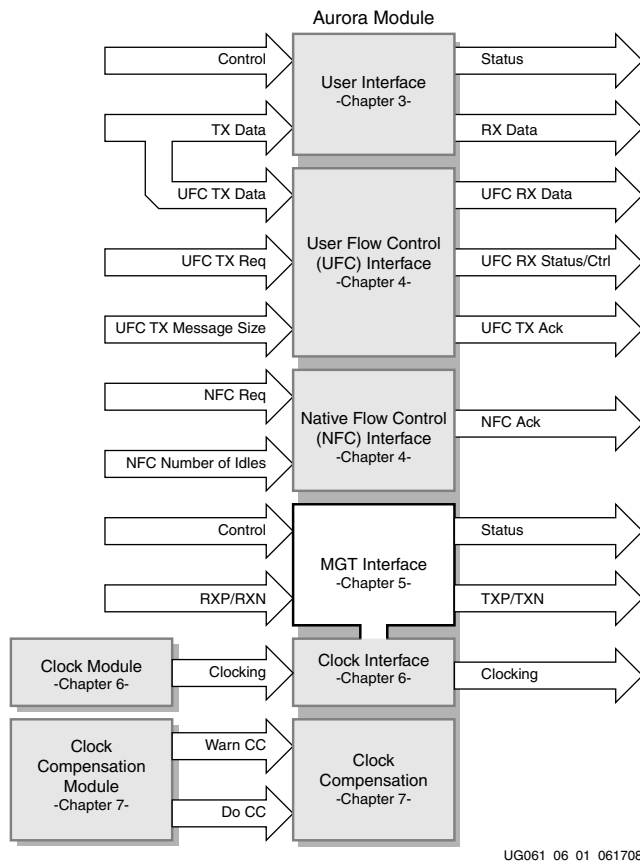 Aurora Module
Control
User Interface
-Chapter 3-
Status
TX Data
RX Data
UFC TX Data
UFC RX Data
UFC TX Req
User Flow Control
(UFC) Interface
-Chapter 4-
UFC RX Status/Ctrl
UFC TX Message Size
UFC TX Ack
NFC Req
Native Flow Control
(NFC) Interface
-Chapter 4-
NFC Ack
NFC Number of Idles
Control
MGT Interface
-Chapter 5-
Status
RXP/RXN
TXP/TXN
Clock Module
-Chapter 6-
Clocking
Clock Interface
-Chapter 6-
Clocking
Clock
Compensation
Module
-Chapter 7-
Warn CC
Do CC
Clock
Compensation
-Chapter 7-
UG061_06_01_061708